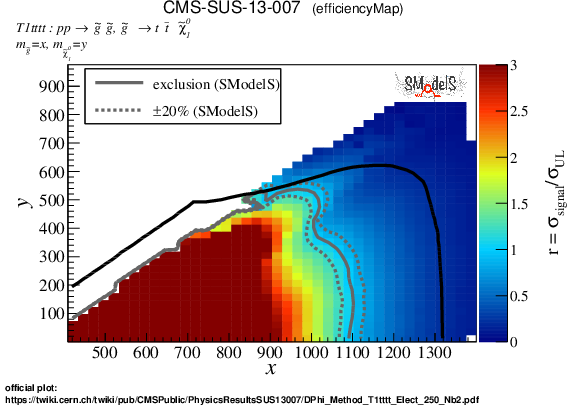 CMS-SUS-13-007 (efficiencyMap)
T1tttt : pp → g̃ g̃, g̃ → t t̄ χ̃₁⁰
m_g̃=x, m_χ̃₁⁰=y
exclusion (SModelS)
±20% (SModelS)
SModelS
900
800
700
600
500
400
300
200
100
y
500 600 700 800 900 1000 1100 1200 1300
x
3
2.5
2
1.5
1
0.5
0
r = σ_signal/σ_UL
official plot:
https://twiki.cern.ch/twiki/pub/CMSPublic/PhysicsResultsSUS13007/DPhi_Method_T1tttt_Elect_250_Nb2.pdf